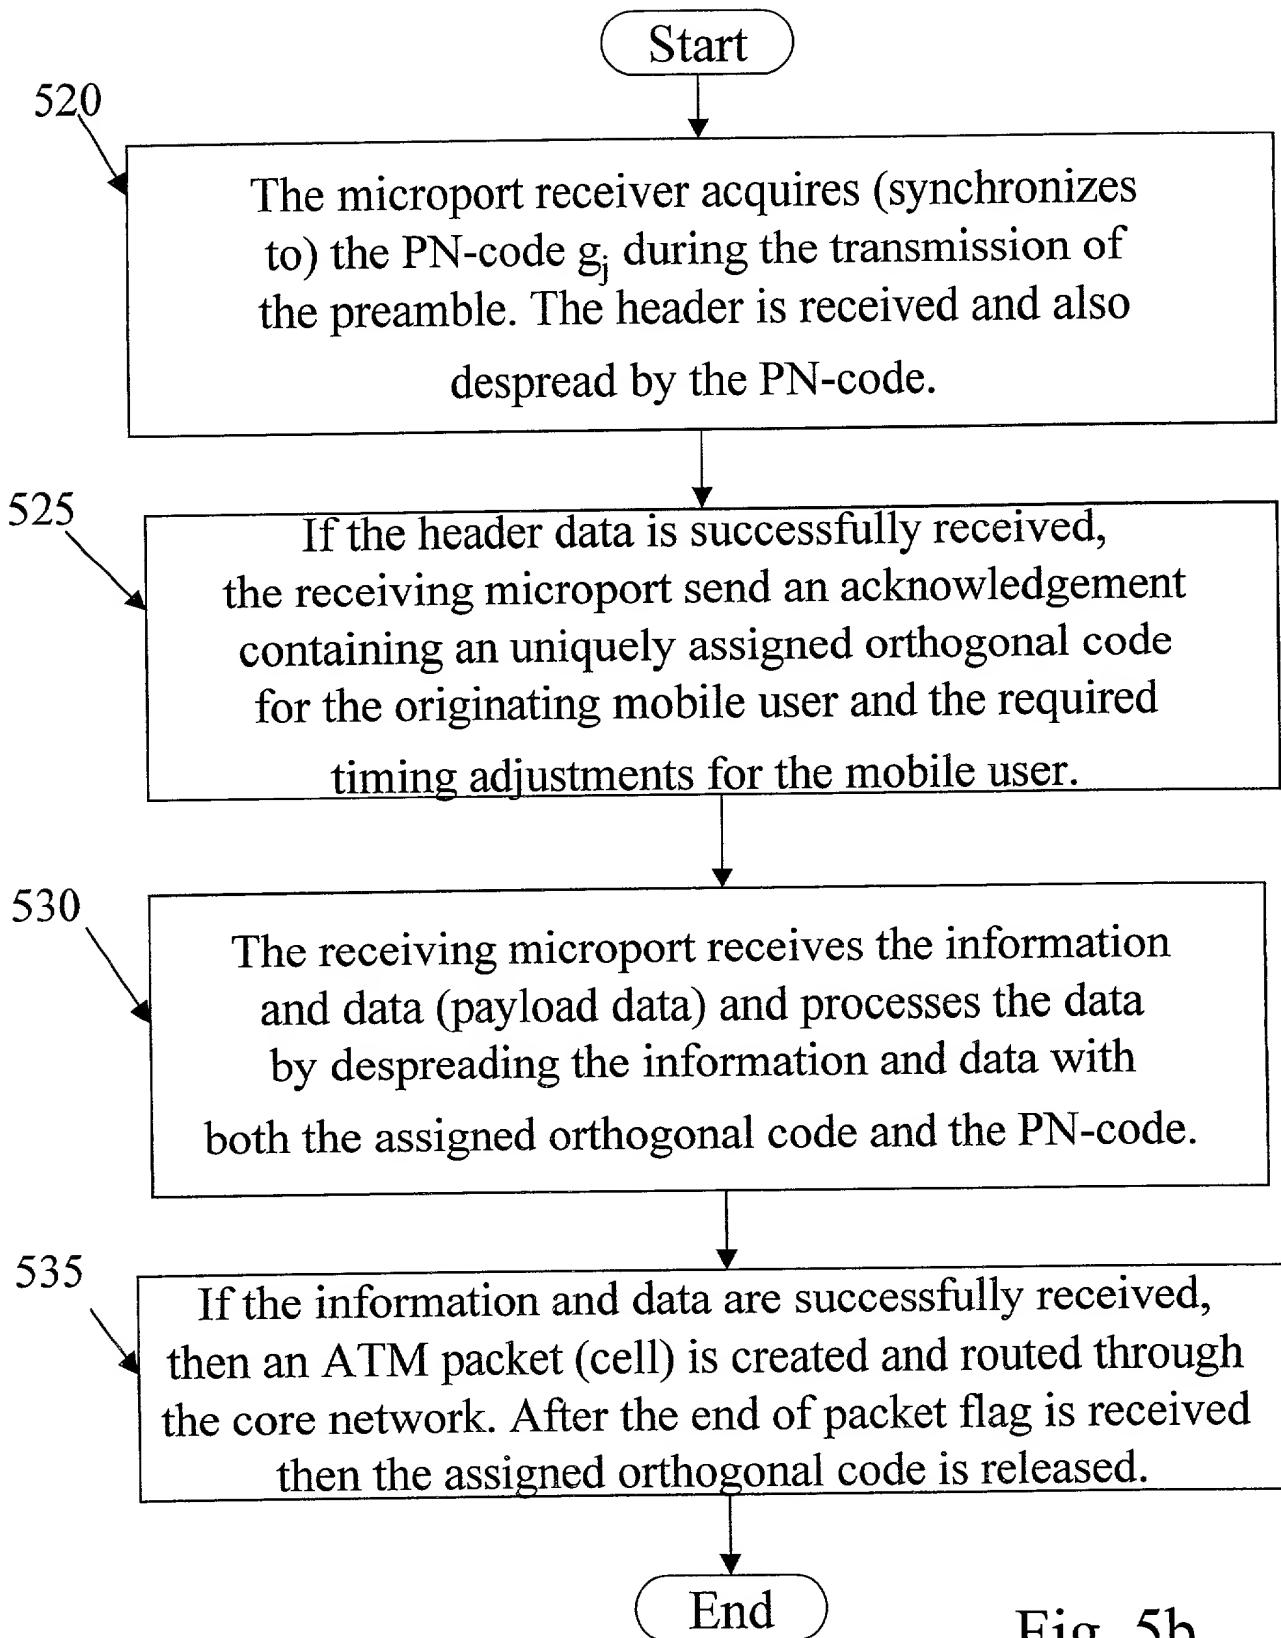 Start
520
The microport receiver acquires (synchronizes
to) the PN-code gj during the transmission of
the preamble. The header is received and also
despread by the PN-code.
525
If the header data is successfully received,
the receiving microport send an acknowledgement
containing an uniquely assigned orthogonal code
for the originating mobile user and the required
timing adjustments for the mobile user.
530
The receiving microport receives the information
and data (payload data) and processes the data
by despreading the information and data with
both the assigned orthogonal code and the PN-code.
535
If the information and data are successfully received,
then an ATM packet (cell) is created and routed through
the core network. After the end of packet flag is received
then the assigned orthogonal code is released.
End
Fig. 5b